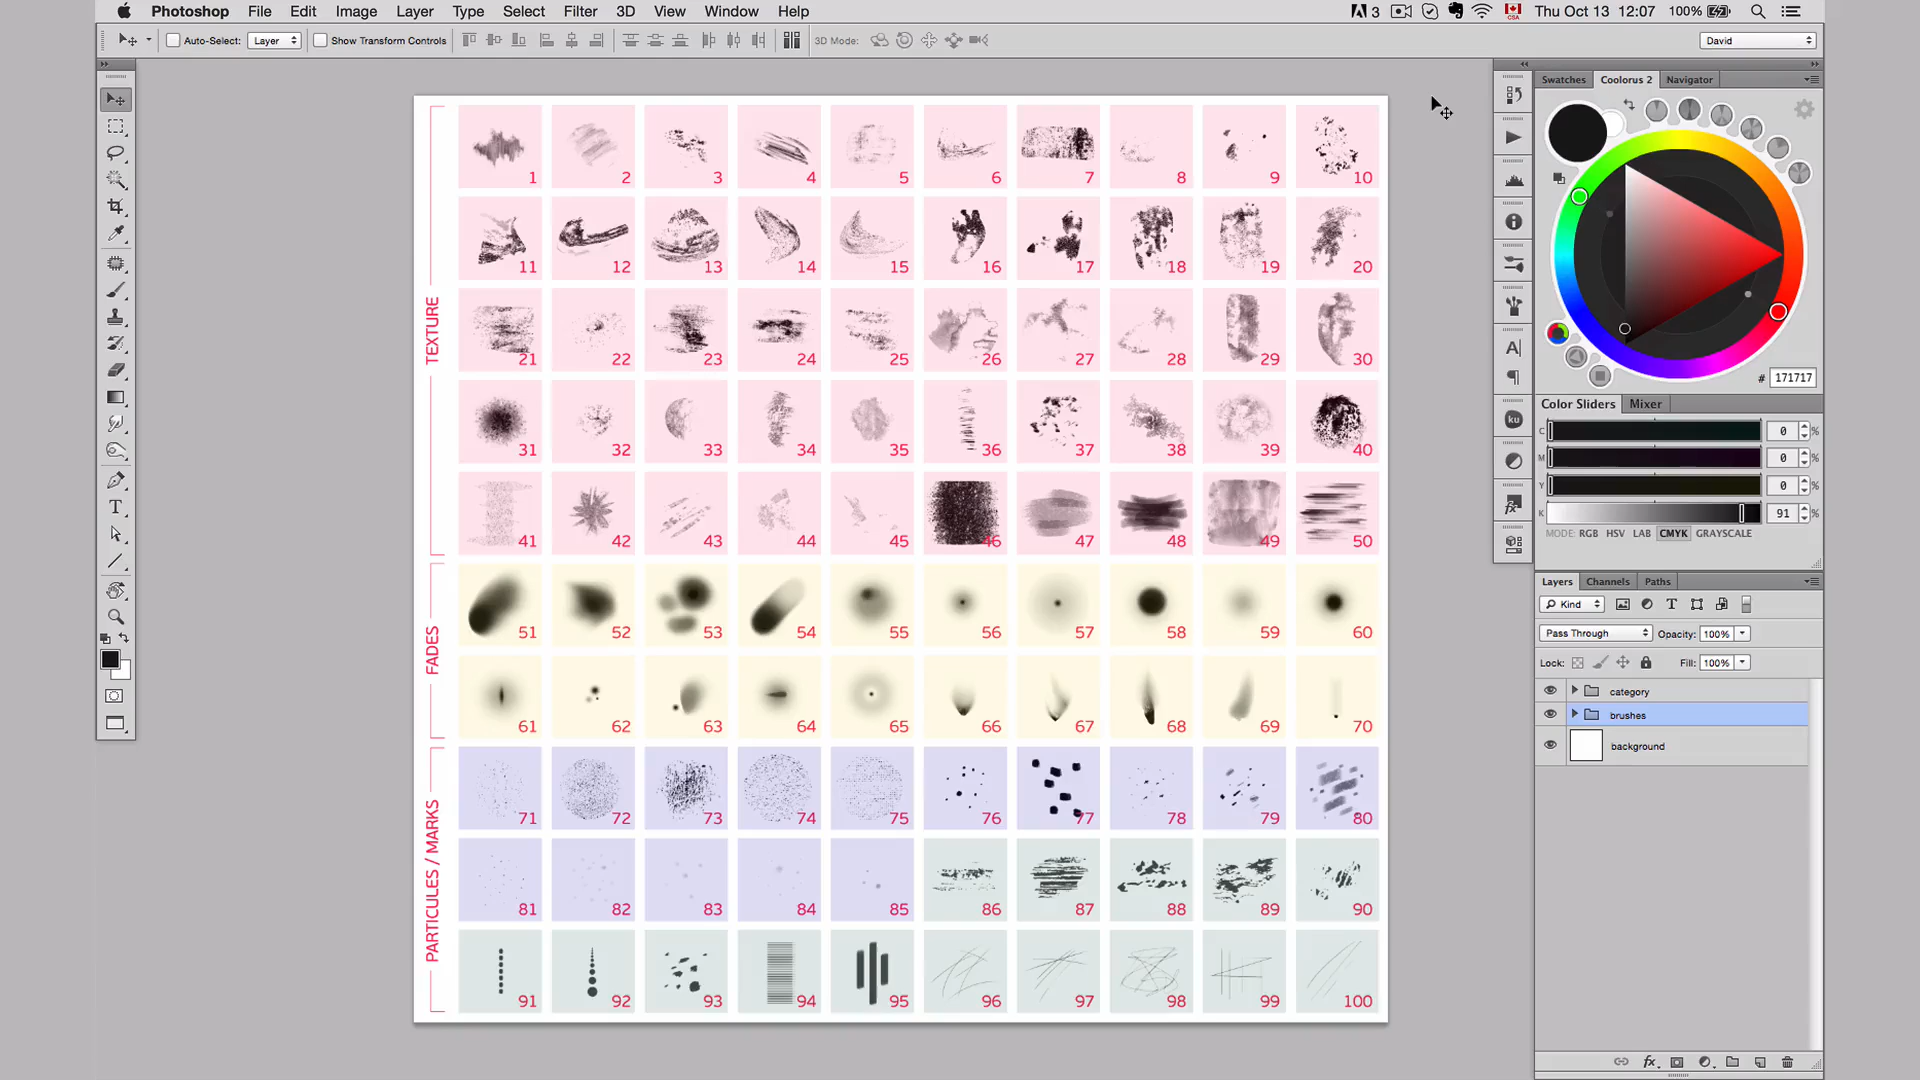 Photoshop File Edit Image Layer Type Select Filter 3D View Window Help
3 CSA Thu Oct 13 12:07 100%
Auto-Select: Layer Show Transform Controls 3D Mode: David
Swatches Coolorus 2 Navigator
# 171717
Color Sliders Mixer
C 0 %
M 0 %
Y 0 %
K 91 %
MODE: RGB HSV LAB CMYK GRAYSCALE
Layers Channels Paths
Kind
Pass Through Opacity: 100%
Lock: Fill: 100%
category
brushes
background
ku
TEXTURE
1 2 3 4 5 6 7 8 9 10
11 12 13 14 15 16 17 18 19 20
21 22 23 24 25 26 27 28 29 30
31 32 33 34 35 36 37 38 39 40
41 42 43 44 45 46 47 48 49 50
FADES
51 52 53 54 55 56 57 58 59 60
61 62 63 64 65 66 67 68 69 70
PARTICULES / MARKS
71 72 73 74 75 76 77 78 79 80
81 82 83 84 85 86 87 88 89 90
91 92 93 94 95 96 97 98 99 100